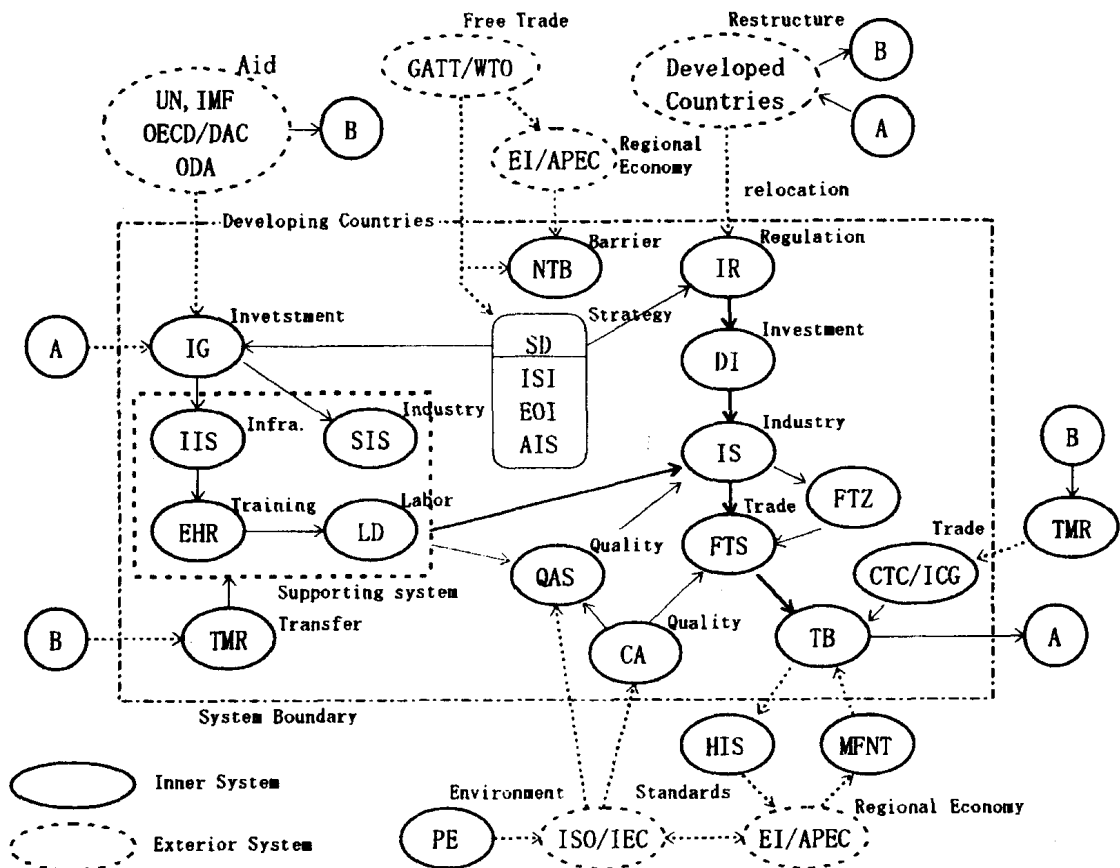 Free Trade
Restructure
GATT/WTO
Developed
Countries
B
A
Aid
UN, IMF
OECD/DAC
ODA
B
EI/APEC
Regional
Economy
relocation
Developing Countries
NTB
Barrier
IR
Regulation
A
IG
Invetstment
SD
ISI
EOI
AIS
Strategy
DI
Investment
IIS
Infra.
SIS
Industry
IS
Industry
B
EHR
Training
LD
Labor
FTZ
FTS
Trade
QAS
Quality
CTC/ICG
Trade
TMR
Supporting system
B
TMR
Transfer
CA
Quality
TB
A
System Boundary
HIS
MFNT
Inner System
Exterior System
Environment
Standards
Regional Economy
PE
ISO/IEC
EI/APEC